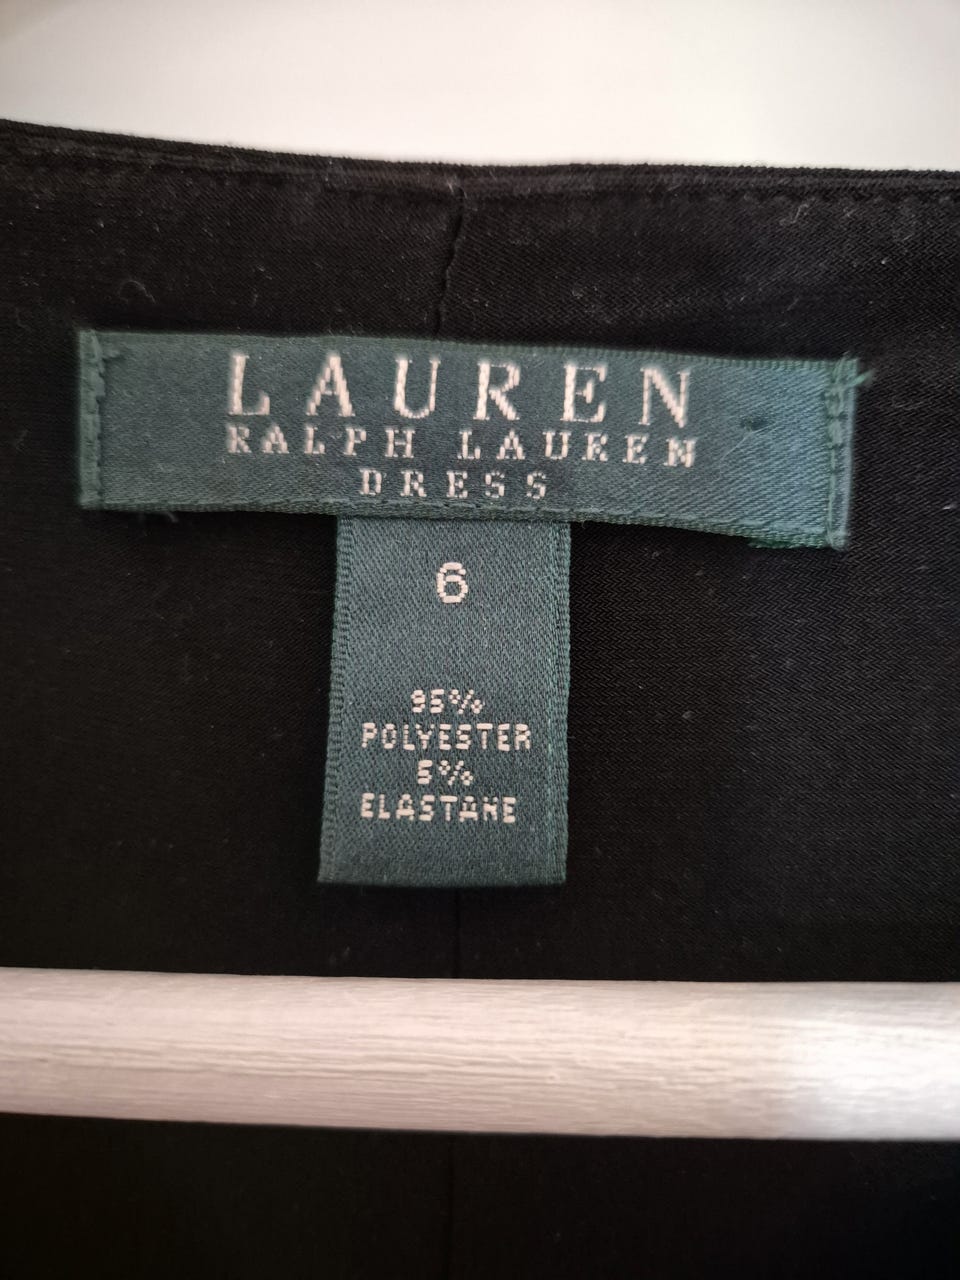 LAUREN
RALPH LAUREN
DRESS
6
95%
POLYESTER
5%
ELASTANE